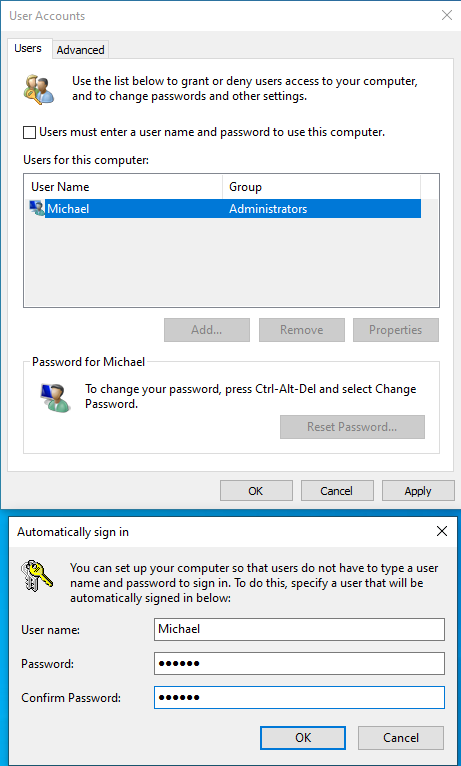 User Accounts
Users
Advanced
Use the list below to grant or deny users access to your computer,
and to change passwords and other settings.
Users must enter a user name and password to use this computer.
Users for this computer:
User Name Group
Michael Administrators
Add... Remove Properties
Password for Michael
To change your password, press Ctrl-Alt-Del and select Change
Password.
Reset Password...
OK Cancel Apply
Automatically sign in
You can set up your computer so that users do not have to type a user
name and password to sign in. To do this, specify a user that will be
automatically signed in below:
User name: Michael
Password: ●●●●●●
Confirm Password: ●●●●●●
OK Cancel